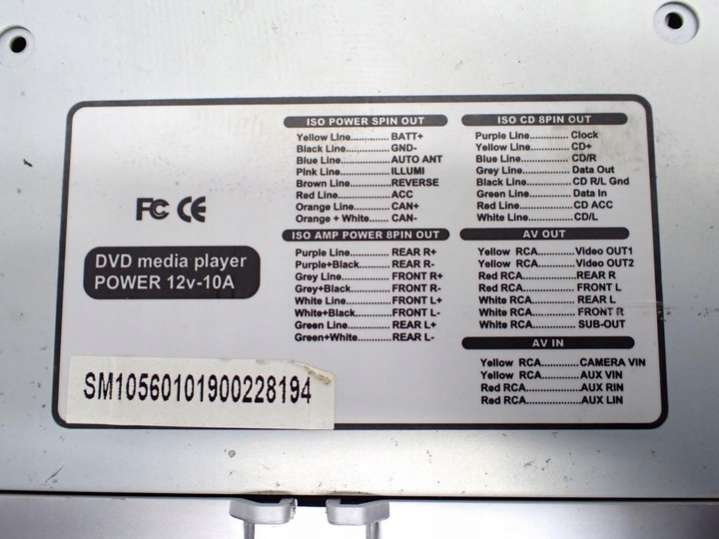 FC CE
DVD media player
POWER 12v-10A
SM10560101900228194
ISO POWER SPIN OUT
Yellow Line..........BATT+
Black Line...........GND-
Blue Line.............AUTO ANT
Pink Line.............ILLUMI
Brown Line.........REVERSE
Red Line..............ACC
Orange Line........CAN+
Orange + White......CAN-
ISO AMP POWER 8PIN OUT
Purple Line..........REAR R+
Purple+Black.......REAR R-
Grey Line.............FRONT R+
Grey+Black..........FRONT R-
White Line...........FRONT L+
White+Black........FRONT L-
Green Line...........REAR L+
Green+White........REAR L-
ISO CD 8PIN OUT
Purple Line...........Clock
Yellow Line...........CD+
Blue Line..............CD/R
Grey Line..............Data Out
Black Line.............CD R/L Gnd
Green Line............Data In
Red Line...............CD ACC
White Line............CD/L
AV OUT
Yellow RCA..........Video OUT1
Yellow RCA..........Video OUT2
Red RCA..............REAR R
Red RCA..............FRONT L
White RCA............REAR L
White RCA............FRONT R
White RCA............SUB-OUT
AV IN
Yellow RCA..........CAMERA VIN
Yellow RCA..........AUX VIN
Red RCA..............AUX RIN
Red RCA..............AUX LIN